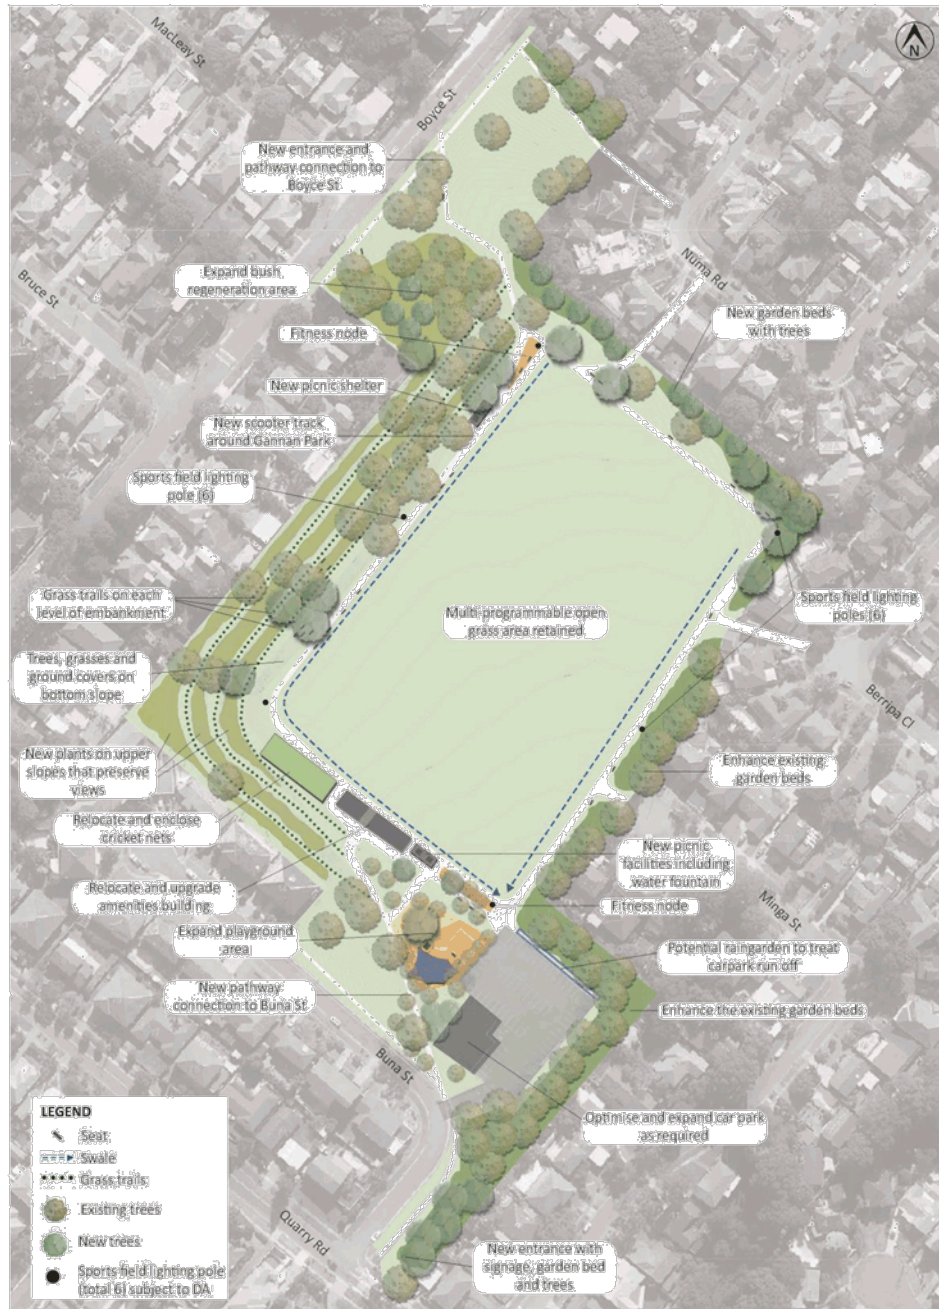 MacLeay St
N
Boyce St
New entrance and
pathway connection to
Boyce St
Numa Rd
Expand bush
regeneration area
Bruce St
New garden beds
with trees
Fitness node
New picnic shelter
New scooter track
around Gannan Park
Sports field lighting
pole (6)
Grass trails on each
level of embankment
Multi-programmable open
grass area retained
Sports field lighting
poles (6)
Trees, grasses and
ground covers on
bottom slope
Berripa Cl
New plants on upper
slopes that preserve
views
Enhance existing
garden beds
Relocate and enclose
cricket nets
New picnic
facilities including
water fountain
Relocate and upgrade
amenities building
Fitness node
Minga St
Expand playground
area
Potential raingarden to treat
carpark run off
New pathway
connection to Buna St
Enhance the existing garden beds
Buna St
Optimise and expand car park
as required
LEGEND
Seat
Swale
Grass trails
Existing trees
New trees
Sports field lighting pole
(total 6) subject to DA
Quarry Rd
New entrance with
signage, garden bed
and trees